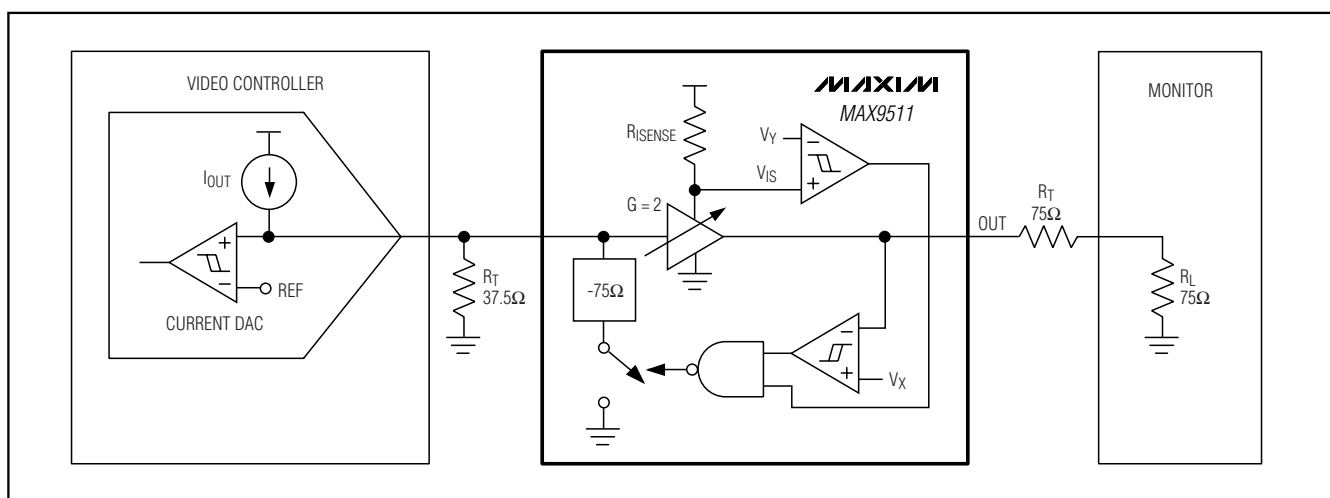 VIDEO CONTROLLER
IOUT
REF
CURRENT DAC
RT
37.5Ω
MAXIM
MAX9511
RISENSE
VY
VIS
G = 2
-75Ω
VX
OUT
RT
75Ω
MONITOR
RL
75Ω